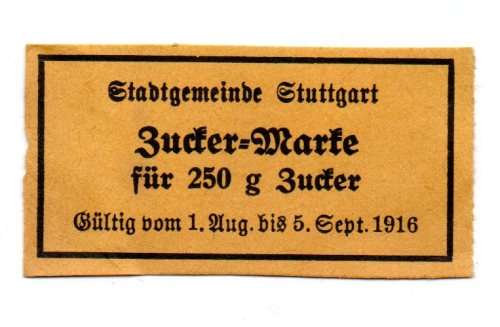 Stadtgemeinde Stuttgart
Zucker-Marke
für 250 g Zucker
Gültig vom 1. Aug. bis 5. Sept. 1916